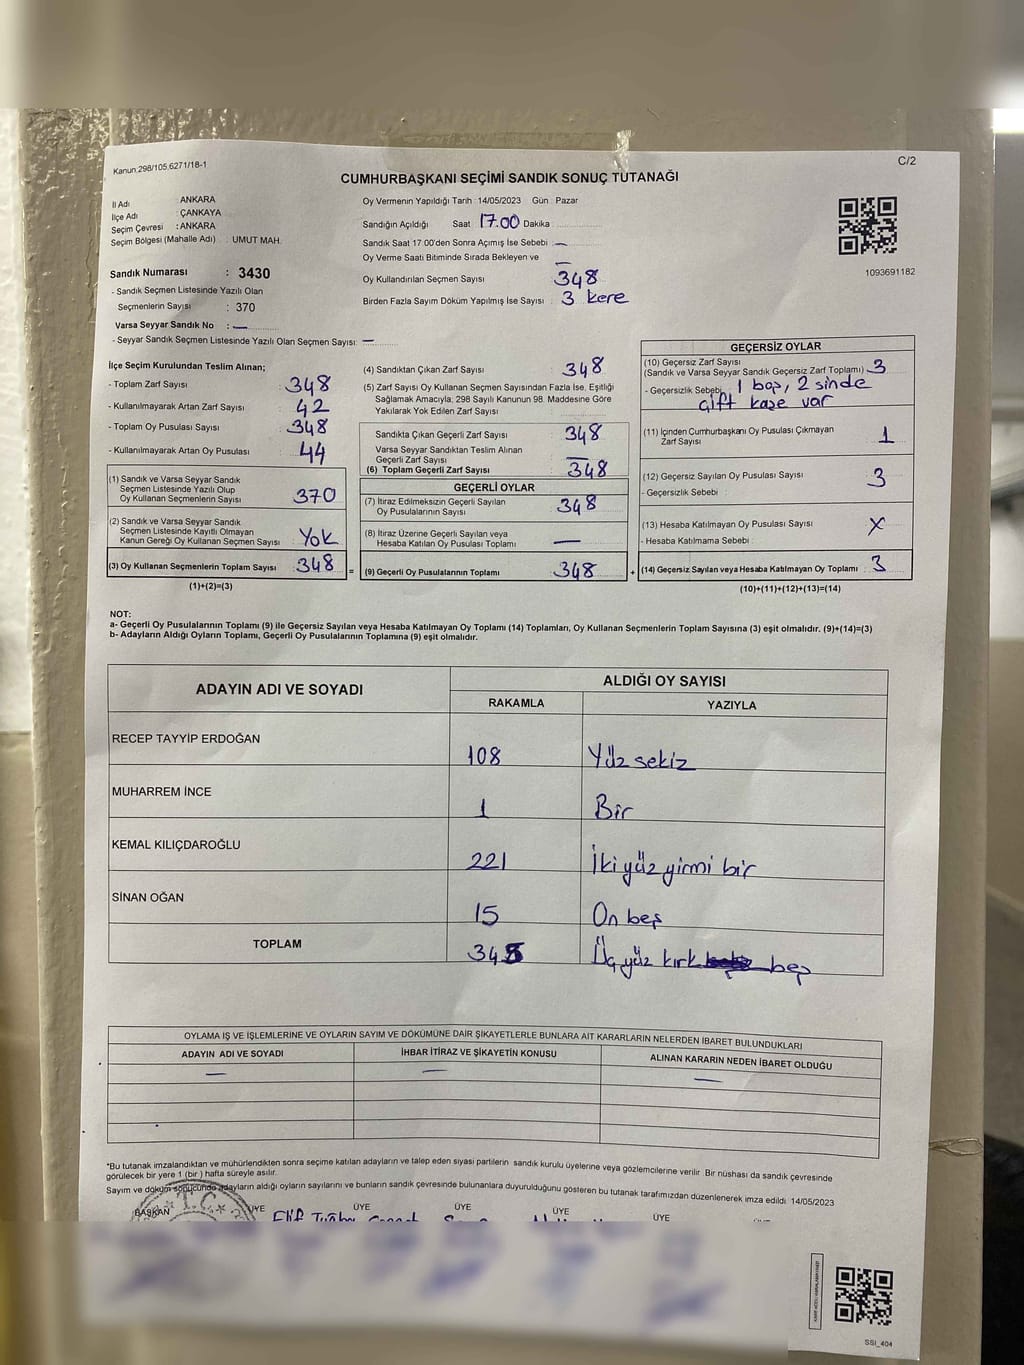 Kanun.298/105,6271/18-1
C/2
CUMHURBAŞKANI SEÇİMİ SANDIK SONUÇ TUTANAĞI
İl Adı : ANKARA
İlçe Adı : ÇANKAYA
Seçim Çevresi : ANKARA
Seçim Bölgesi (Mahalle Adı) : UMUT MAH.
Sandık Numarası : 3430
- Sandık Seçmen Listesinde Yazılı Olan
Seçmenlerin Sayısı : 370
Varsa Seyyar Sandık No : —
- Seyyar Sandık Seçmen Listesinde Yazılı Olan Seçmen Sayısı: —
Oy Vermenin Yapıldığı Tarih : 14/05/2023 Gün : Pazar
Sandığın Açıldığı Saat 17.00 Dakika
Sandık Saat 17.00'den Sonra Açımış İse Sebebi : —
Oy Verme Saati Bitiminde Sırada Bekleyen ve —
Oy Kullandırılan Seçmen Sayısı : 348
Birden Fazla Sayım Döküm Yapılmış İse Sayısı : 3 kere
1093691182
İlçe Seçim Kurulundan Teslim Alınan;
- Toplam Zarf Sayısı : 348
- Kullanılmayarak Artan Zarf Sayısı : 42
- Toplam Oy Pusulası Sayısı : 348
- Kullanılmayarak Artan Oy Pusulası : 44
(1) Sandık ve Varsa Seyyar Sandık
Seçmen Listesinde Yazılı Olup
Oy Kullanan Seçmenlerin Sayısı : 370
(2) Sandık ve Varsa Seyyar Sandık
Seçmen Listesinde Kayıtlı Olmayan
Kanun Gereği Oy Kullanan Seçmen Sayısı : Yok
(3) Oy Kullanan Seçmenlerin Toplam Sayısı : 348
(1)+(2)=(3)
(4) Sandıktan Çıkan Zarf Sayısı : 348
(5) Zarf Sayısı Oy Kullanan Seçmen Sayısından Fazla İse, Eşitliği
Sağlamak Amacıyla, 298 Sayılı Kanunun 98. Maddesine Göre
Yakılarak Yok Edilen Zarf Sayısı :
Sandıkta Çıkan Geçerli Zarf Sayısı : 348
Varsa Seyyar Sandıktan Teslim Alınan
Geçerli Zarf Sayısı : —
(6) Toplam Geçerli Zarf Sayısı : 348
GEÇERLİ OYLAR
(7) İtiraz Edilmeksizin Geçerli Sayılan
Oy Pusulalarının Sayısı : 348
(8) İtiraz Üzerine Geçerli Sayılan veya
Hesaba Katılan Oy Pusulası Toplamı : —
= (9) Geçerli Oy Pusulalarının Toplamı : 348
GEÇERSİZ OYLAR
(10) Geçersiz Zarf Sayısı
(Sandık ve Varsa Seyyar Sandık Geçersiz Zarf Toplamı) : 3
- Geçersizlik Sebebi : 1 boş, 2 sinde
çift kaşe var
(11) İçinden Cumhurbaşkanı Oy Pusulası Çıkmayan
Zarf Sayısı : 1
(12) Geçersiz Sayılan Oy Pusulası Sayısı : 3
- Geçersizlik Sebebi :
(13) Hesaba Katılmayan Oy Pusulası Sayısı : X
- Hesaba Katılmama Sebebi :
+ (14) Geçersiz Sayılan veya Hesaba Katılmayan Oy Toplamı : 3
(10)+(11)+(12)+(13)=(14)
NOT:
a- Geçerli Oy Pusulalarının Toplamı (9) ile Geçersiz Sayılan veya Hesaba Katılmayan Oy Toplamı (14) Toplamları, Oy Kullanan Seçmenlerin Toplam Sayısına (3) eşit olmalıdır. (9)+(14)=(3)
b- Adayların Aldığı Oyların Toplamı, Geçerli Oy Pusulalarının Toplamına (9) eşit olmalıdır.
ADAYIN ADI VE SOYADI
ALDIĞI OY SAYISI
RAKAMLA YAZIYLA
RECEP TAYYİP ERDOĞAN 108 Yüz sekiz
MUHARREM İNCE 1 Bir
KEMAL KILIÇDAROĞLU 221 İki yüz yirmi bir
SİNAN OĞAN 15 On beş
TOPLAM 345 Üç yüz kırk beş
OYLAMA İŞ VE İŞLEMLERİNE VE OYLARIN SAYIM VE DÖKÜMÜNE DAİR ŞİKAYETLERLE BUNLARA AİT KARARLARIN NELERDEN İBARET BULUNDUKLARI
ADAYIN ADI VE SOYADI İHBAR İTİRAZ VE ŞİKAYETİN KONUSU ALINAN KARARIN NEDEN İBARET OLDUĞU
— — —
*Bu tutanak imzalandıktan ve mühürlendikten sonra seçime katılan adayların ve talep eden siyasi partilerin sandık kurulu üyelerine veya gözlemcilerine verilir. Bir nüshası da sandık çevresinde
görülecek bir yere 1 (bir) hafta süreyle asılır.
Sayım ve döküm sonucunda adayların aldığı oyların sayılarını ve bunların sandık çevresinde bulunanlara duyurulduğunu gösteren bu tutanak tarafımızdan düzenlenerek imza edildi. 14/05/2023
T.C.
BAŞKAN ÜYE ÜYE ÜYE ÜYE ÜYE
Elif Tuğba
SSI_404